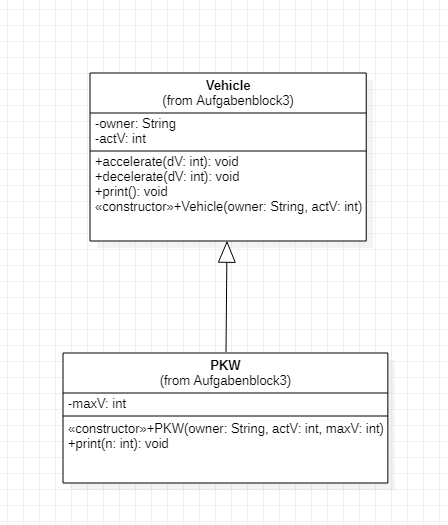 Vehicle
(from Aufgabenblock3)
-owner: String
-actV: int
+accelerate(dV: int): void
+decelerate(dV: int): void
+print(): void
«constructor»+Vehicle(owner: String, actV: int)
PKW
(from Aufgabenblock3)
-maxV: int
«constructor»+PKW(owner: String, actV: int, maxV: int)
+print(n: int): void